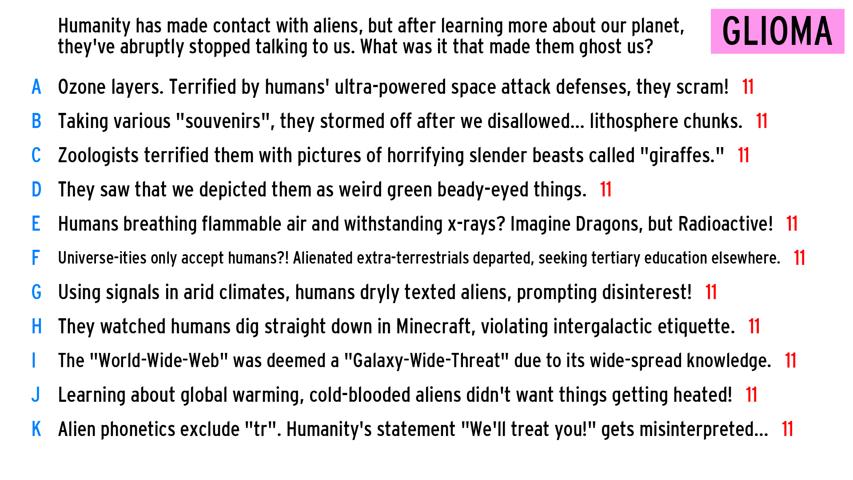 Humanity has made contact with aliens, but after learning more about our planet,
they've abruptly stopped talking to us. What was it that made them ghost us?
GLIOMA
A Ozone layers. Terrified by humans' ultra-powered space attack defenses, they scram! 11
B Taking various "souvenirs", they stormed off after we disallowed... lithosphere chunks. 11
C Zoologists terrified them with pictures of horrifying slender beasts called "giraffes." 11
D They saw that we depicted them as weird green beady-eyed things. 11
E Humans breathing flammable air and withstanding x-rays? Imagine Dragons, but Radioactive! 11
F Universe-ities only accept humans?! Alienated extra-terrestrials departed, seeking tertiary education elsewhere. 11
G Using signals in arid climates, humans dryly texted aliens, prompting disinterest! 11
H They watched humans dig straight down in Minecraft, violating intergalactic etiquette. 11
I The "World-Wide-Web" was deemed a "Galaxy-Wide-Threat" due to its wide-spread knowledge. 11
J Learning about global warming, cold-blooded aliens didn't want things getting heated! 11
K Alien phonetics exclude "tr". Humanity's statement "We'll treat you!" gets misinterpreted... 11